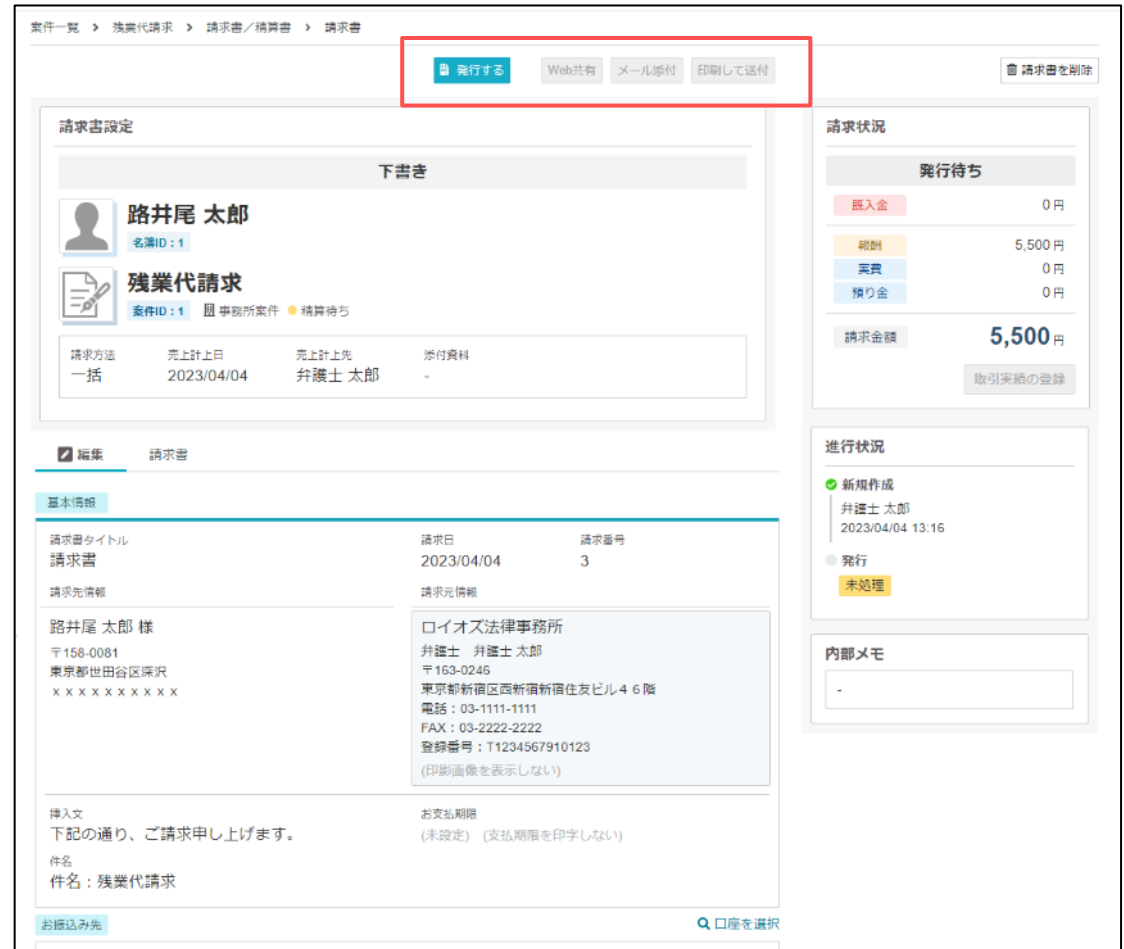 案件一覧 > 残業代請求 > 請求書／精算書 > 請求書
発行する Web共有 メール添付 印刷して送付
請求書を削除
請求書設定
下書き
路井尾 太郎
名簿ID：1
残業代請求
案件ID：1 事務所案件 精算待ち
請求方法 売上計上日 売上計上先 添付資料
一括 2023/04/04 弁護士 太郎 -
請求状況
発行待ち
既入金 0 円
報酬 5,500 円
実費 0 円
預り金 0 円
請求金額 5,500 円
取引実績の登録
編集 請求書
基本情報
請求書タイトル 請求日 請求番号
請求書 2023/04/04 3
請求先情報 請求元情報
路井尾 太郎 様
〒158-0081
東京都世田谷区深沢
ｘｘｘｘｘｘｘｘｘｘ
ロイオズ法律事務所
弁護士　弁護士 太郎
〒163-0246
東京都新宿区西新宿新宿住友ビル４６階
電話：03-1111-1111
FAX：03-2222-2222
登録番号：T1234567910123
(印影画像を表示しない)
挿入文
下記の通り、ご請求申し上げます。
お支払期限
(未設定) (支払期限を印字しない)
件名
件名：残業代請求
お振込み先 口座を選択
進行状況
新規作成
弁護士 太郎
2023/04/04 13:16
発行
未処理
内部メモ
-